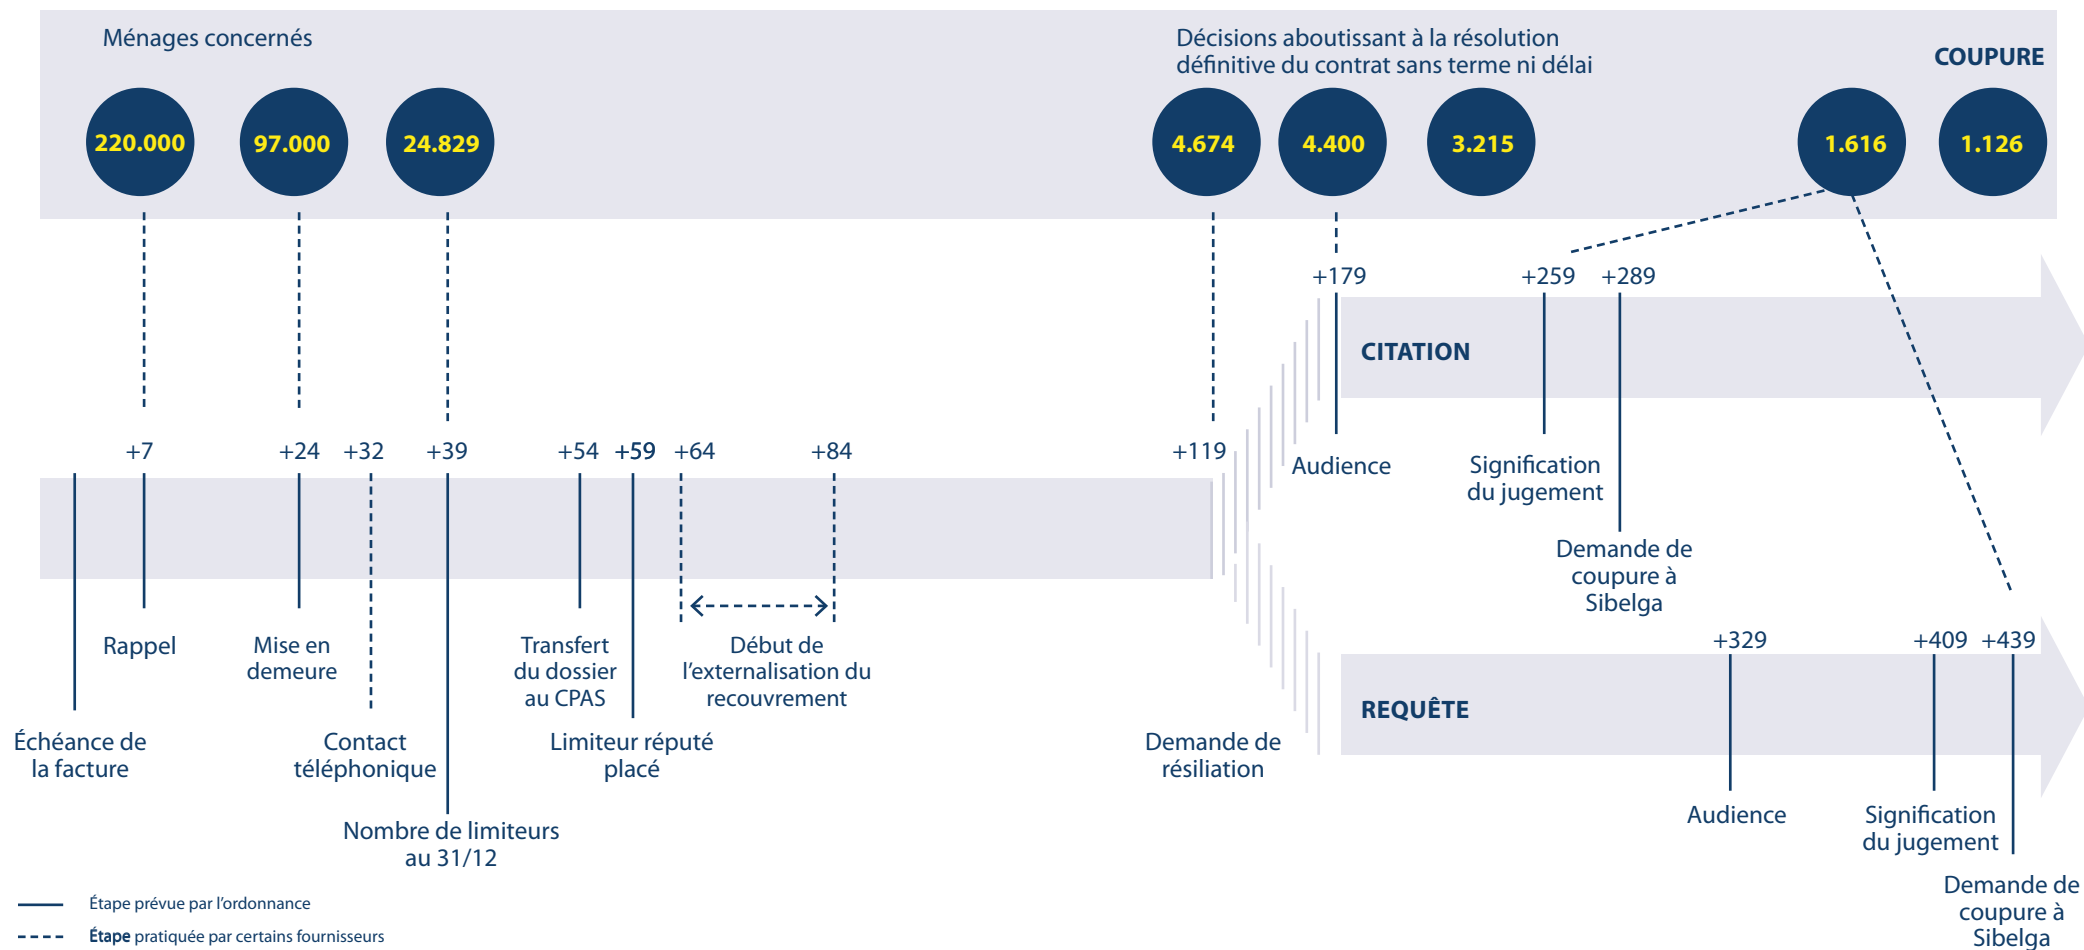 Ménages concernés
Décisions aboutissant à la résolution
définitive du contrat sans terme ni délai
COUPURE
220.000
97.000
24.829
4.674
4.400
3.215
1.616
1.126
+179
+259
+289
CITATION
Audience
Signification
du jugement
Demande de
coupure à
Sibelga
+7
+24
+32
+39
+54
+59
+64
+84
+119
Rappel
Mise en
demeure
Transfert
du dossier
au CPAS
Début de
l'externalisation du
recouvrement
Échéance de
la facture
Contact
téléphonique
Limiteur réputé
placé
Demande de
résiliation
Nombre de limiteurs
au 31/12
+329
+409
+439
REQUÊTE
Audience
Signification
du jugement
Demande de
coupure à
Sibelga
Étape prévue par l'ordonnance
Étape pratiquée par certains fournisseurs